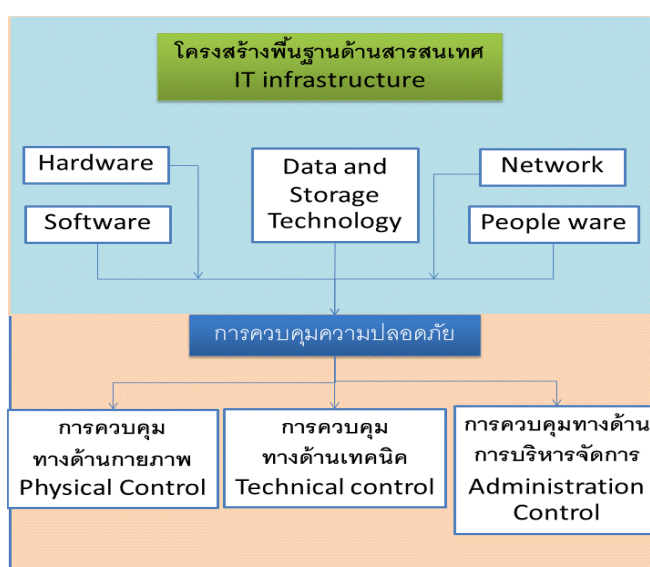 โครงสร้างพื้นฐานด้านสารสนเทศ
IT infrastructure
Hardware
Data and
Storage
Technology
Network
Software
People ware
การควบคุมความปลอดภัย
การควบคุม
ทางด้านกายภาพ
Physical Control
การควบคุม
ทางด้านเทคนิค
Technical control
การควบคุมทางด้าน
การบริหารจัดการ
Administration
Control